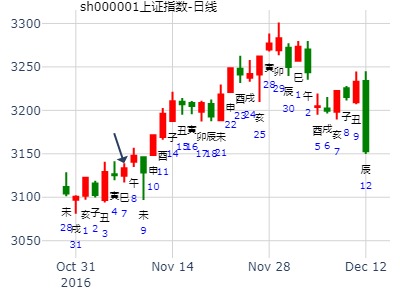 sh000001上证指数-日线
3300
3250
3200
3150
3100
3050
未 戌 亥 子 丑 寅 巳 午 未 申 酉 子 丑 寅 卯 辰 未 申 酉 戌 亥 寅 卯 辰 巳 午 酉 戌 亥 子 丑 辰
28 31 1 2 3 4 7 8 9 10 11 14 15 16 17 18 21 22 23 24 25 28 29 30 1 2 5 6 7 8 9 12
Oct 31 Nov 14 Nov 28 Dec 12
2016